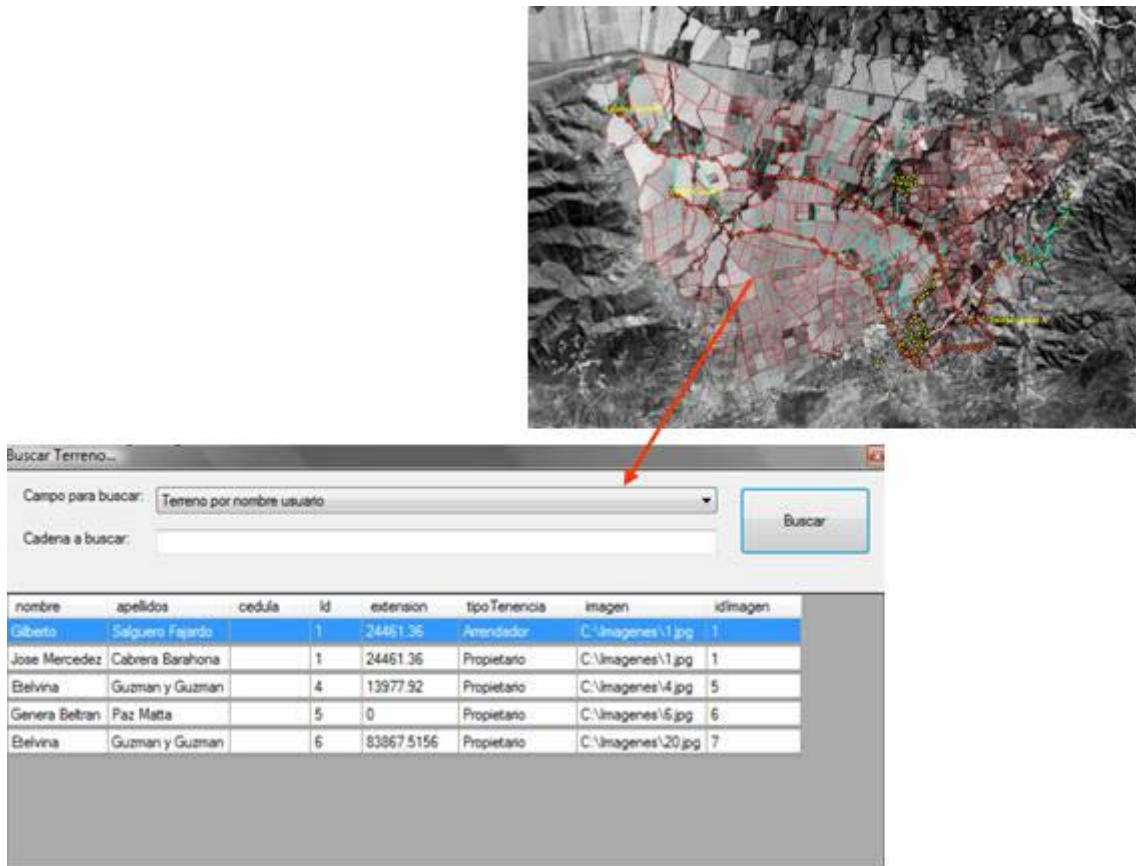 Buscar Terreno...
Campo para buscar: Terreno por nombre usuario
Buscar
Cadena a buscar:
nombre apellidos cedula Id extension tipoTenencia imagen idImagen
Gilberto Salguero Fajardo 1 24461.36 Arrendador C:\Imagenes\1.jpg 1
Jose Mercedez Cabrera Barahona 1 24461.36 Propietario C:\Imagenes\1.jpg 1
Etelvina Guzman y Guzman 4 13977.92 Propietario C:\Imagenes\4.jpg 5
Genera Beltran Paz Matta 5 0 Propietario C:\Imagenes\6.jpg 6
Etelvina Guzman y Guzman 6 83867.5156 Propietario C:\Imagenes\20.jpg 7